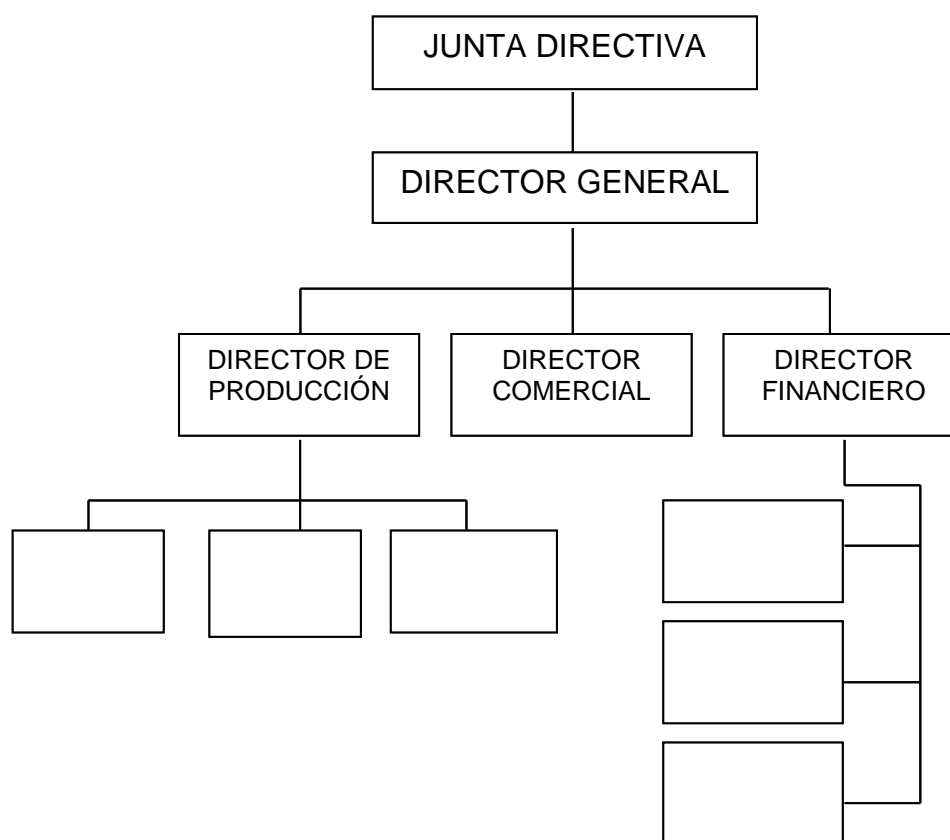 JUNTA DIRECTIVA
DIRECTOR GENERAL
DIRECTOR DE
PRODUCCIÓN
DIRECTOR
COMERCIAL
DIRECTOR
FINANCIERO